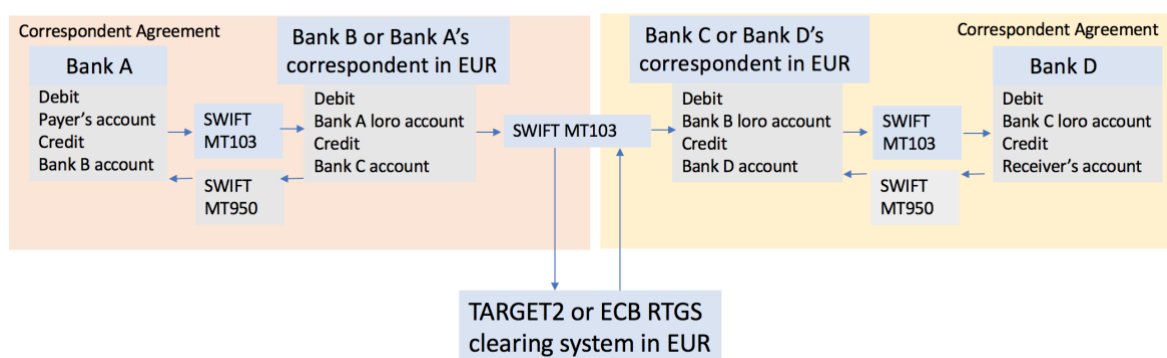 Correspondent Agreement
Bank A
Debit
Payer's account
Credit
Bank B account
SWIFT
MT103
SWIFT
MT950
Bank B or Bank A's
correspondent in EUR
Debit
Bank A loro account
Credit
Bank C account
SWIFT MT103
Bank C or Bank D's
correspondent in EUR
Debit
Bank B loro account
Credit
Bank D account
SWIFT
MT103
SWIFT
MT950
Correspondent Agreement
Bank D
Debit
Bank C loro account
Credit
Receiver's account
TARGET2 or ECB RTGS
clearing system in EUR